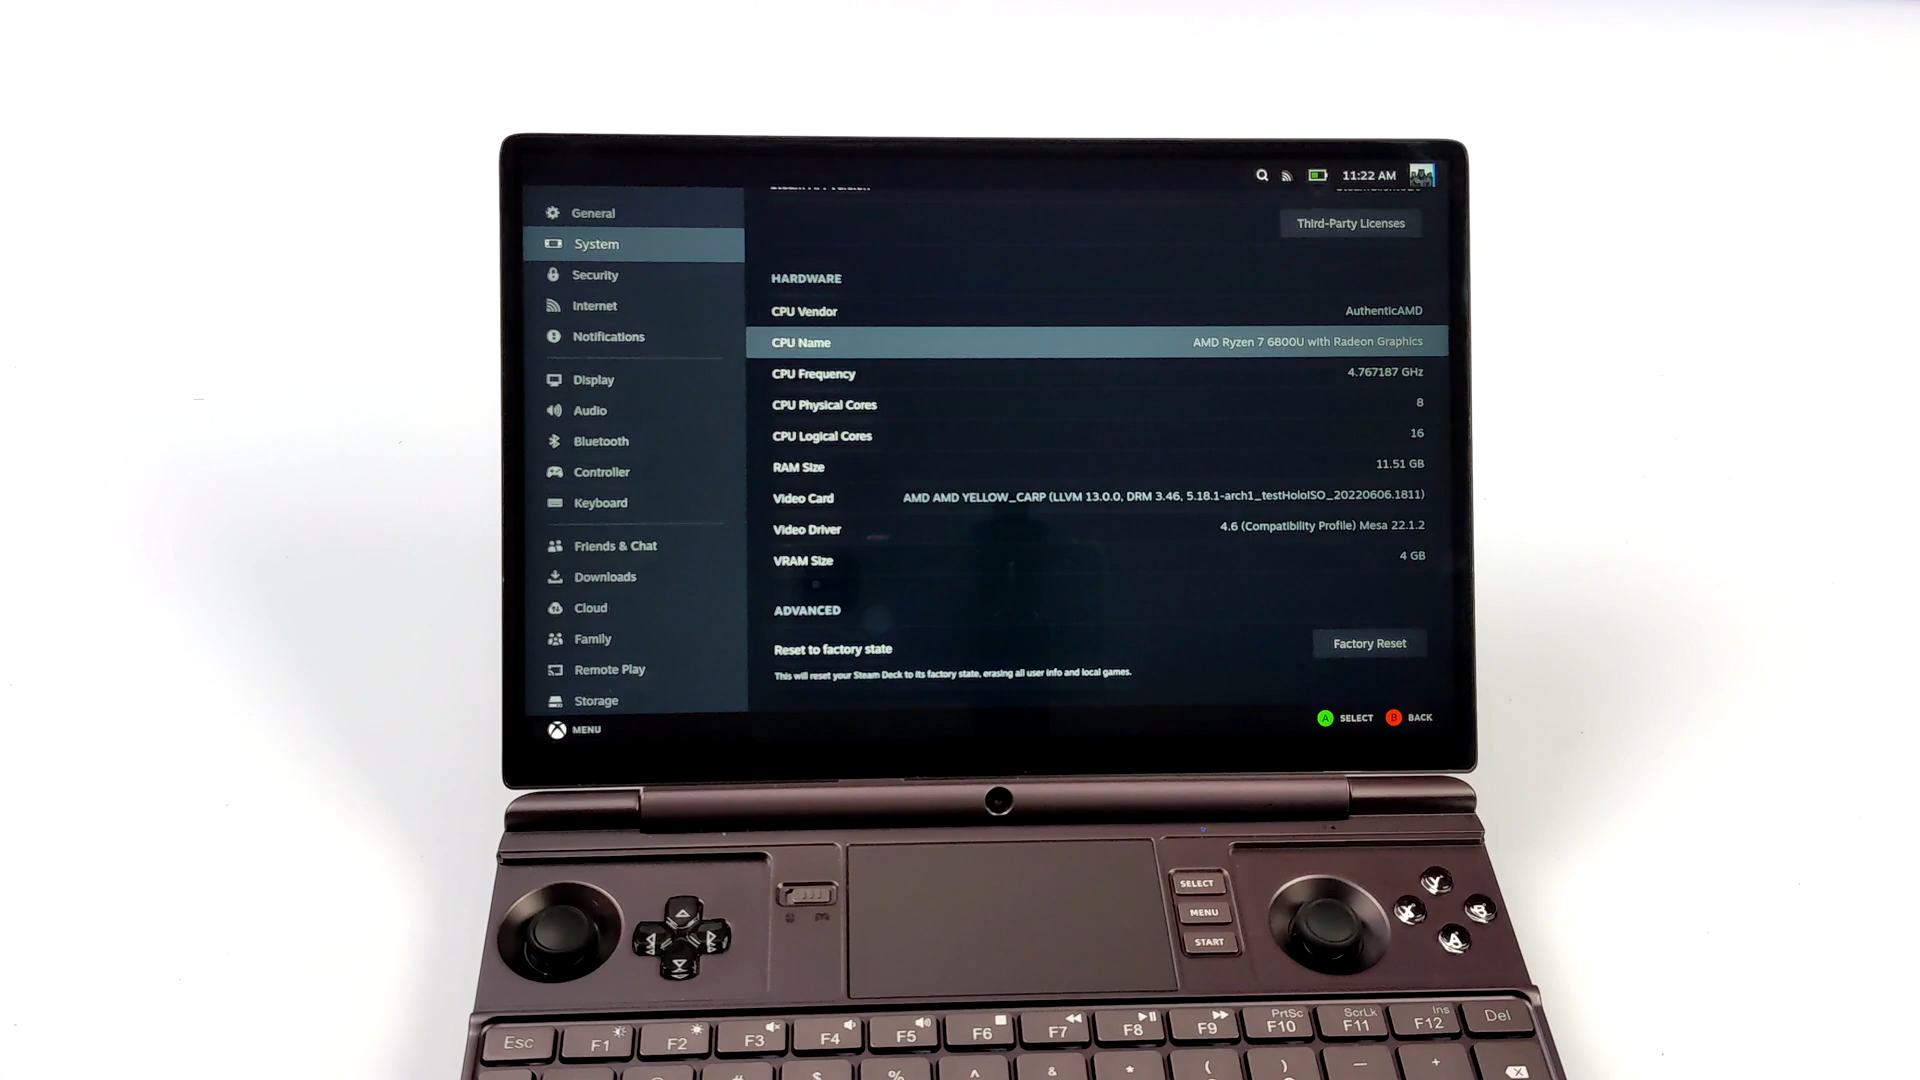 11:22 AM
General
System
Security
Internet
Notifications
Display
Audio
Bluetooth
Controller
Keyboard
Friends & Chat
Downloads
Cloud
Family
Remote Play
Storage
MENU
Third-Party Licenses
HARDWARE
CPU Vendor AuthenticAMD
CPU Name AMD Ryzen 7 6800U with Radeon Graphics
CPU Frequency 4.767187 GHz
CPU Physical Cores 8
CPU Logical Cores 16
RAM Size 11.51 GB
Video Card AMD AMD YELLOW_CARP (LLVM 13.0.0, DRM 3.46, 5.18.1-arch1_testHoloISO_20220606.1811)
Video Driver 4.6 (Compatibility Profile) Mesa 22.1.2
VRAM Size 4 GB
ADVANCED
Reset to factory state Factory Reset
This will reset your Steam Deck to its factory state, erasing all user info and local games.
A SELECT B BACK
SELECT
MENU
START
Y
X B
A
Esc F1 F2 F3 F4 F5 F6 F7 F8 F9 PrtSc F10 ScrLk F11 Ins F12 Del
$ % ^ & * ( ) — +